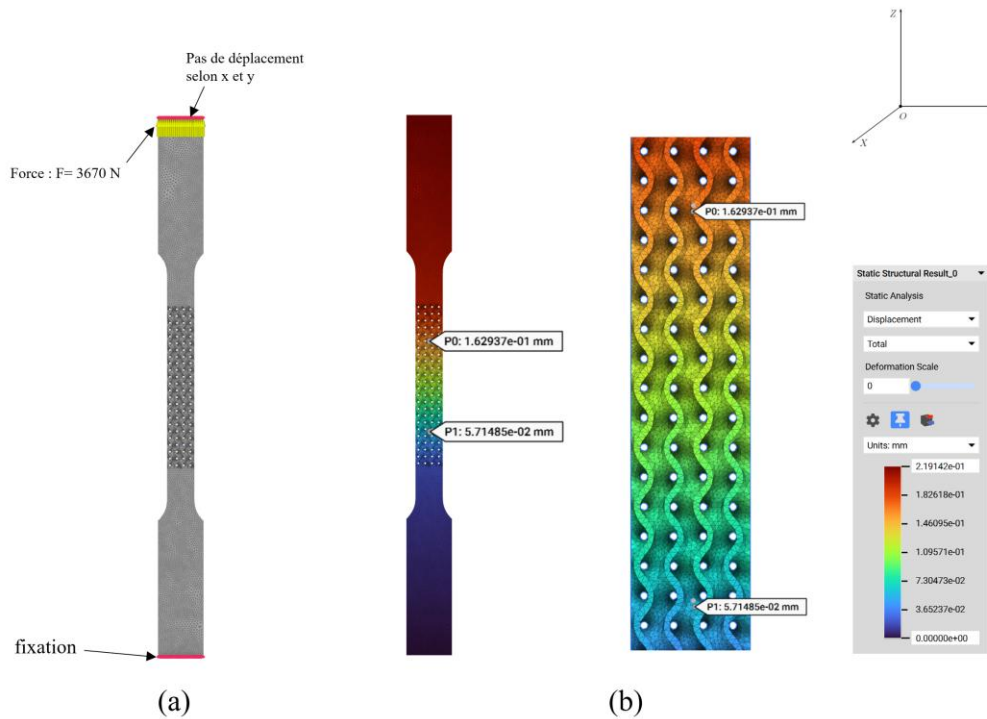 Z
O
X
Pas de déplacement
selon x et y
Force : F= 3670 N
fixation
P0: 1.62937e-01 mm
P1: 5.71485e-02 mm
P0: 1.62937e-01 mm
P1: 5.71485e-02 mm
Static Structural Result_0
Static Analysis
Displacement
Total
Deformation Scale
0
Units: mm
2.19142e-01
1.82618e-01
1.46095e-01
1.09571e-01
7.30473e-02
3.65237e-02
0.00000e+00
(a)
(b)